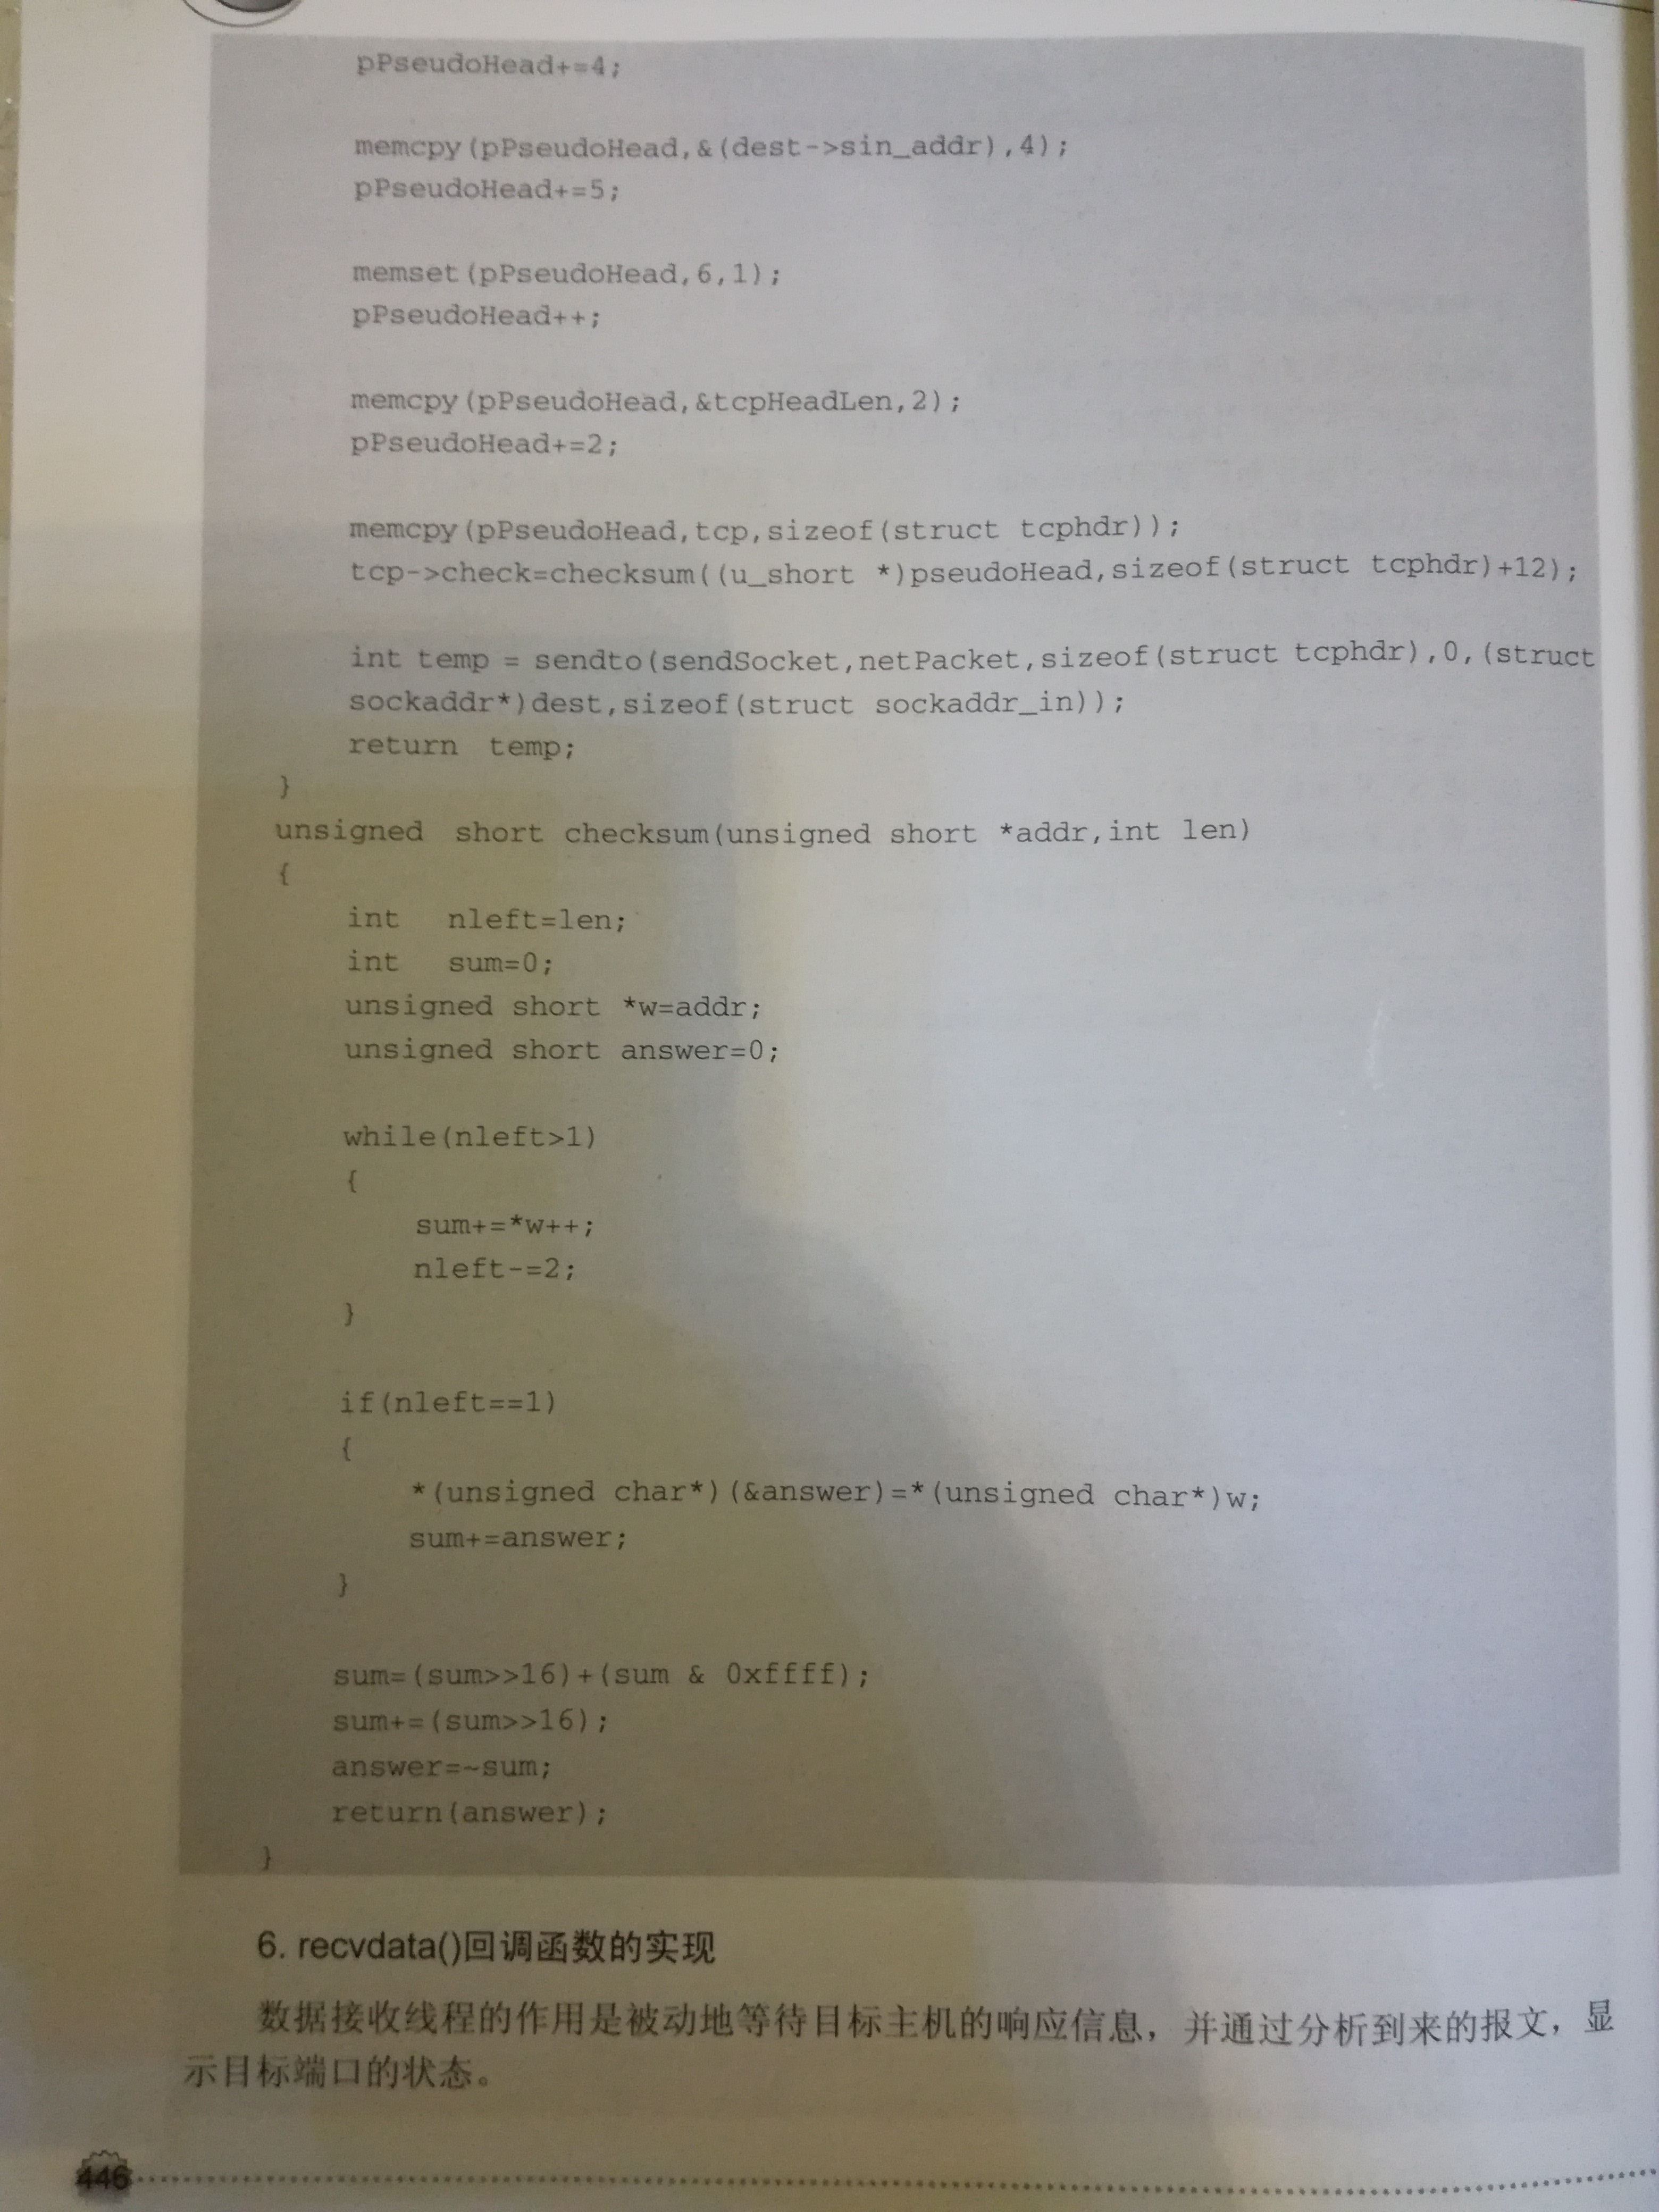 pPseudoHead+=4;
memcpy(pPseudoHead,&(dest->sin_addr),4);
pPseudoHead+=5;
memset(pPseudoHead,6,1);
pPseudoHead++;
memcpy(pPseudoHead,&tcpHeadLen,2);
pPseudoHead+=2;
memcpy(pPseudoHead,tcp,sizeof(struct tcphdr));
tcp->check=checksum((u_short *)pseudoHead,sizeof(struct tcphdr)+12);
int temp = sendto(sendSocket,netPacket,sizeof(struct tcphdr),0,(struct
sockaddr*)dest,sizeof(struct sockaddr_in));
return temp;
}
unsigned short checksum(unsigned short *addr,int len)
{
int nleft=len;
int sum=0;
unsigned short *w=addr;
unsigned short answer=0;
while(nleft>1)
{
sum+=*w++;
nleft-=2;
}
if(nleft==1)
{
*(unsigned char*)(&answer)=*(unsigned char*)w;
sum+=answer;
}
sum=(sum>>16)+(sum & 0xffff);
sum+=(sum>>16);
answer=~sum;
return(answer);
}
6. recvdata()回调函数的实现
数据接收线程的作用是被动地等待目标主机的响应信息，并通过分析到来的报文，显
示目标端口的状态。
446